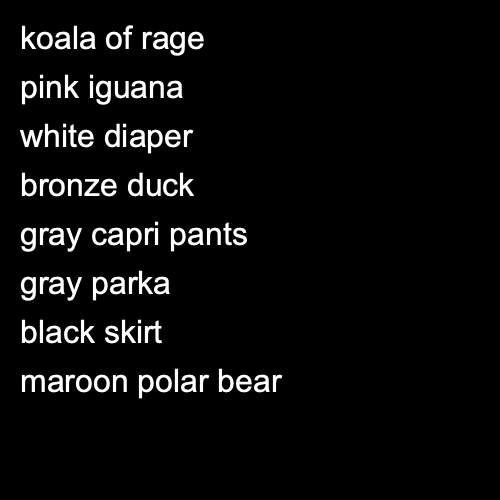 koala of rage
pink iguana
white diaper
bronze duck
gray capri pants
gray parka
black skirt
maroon polar bear